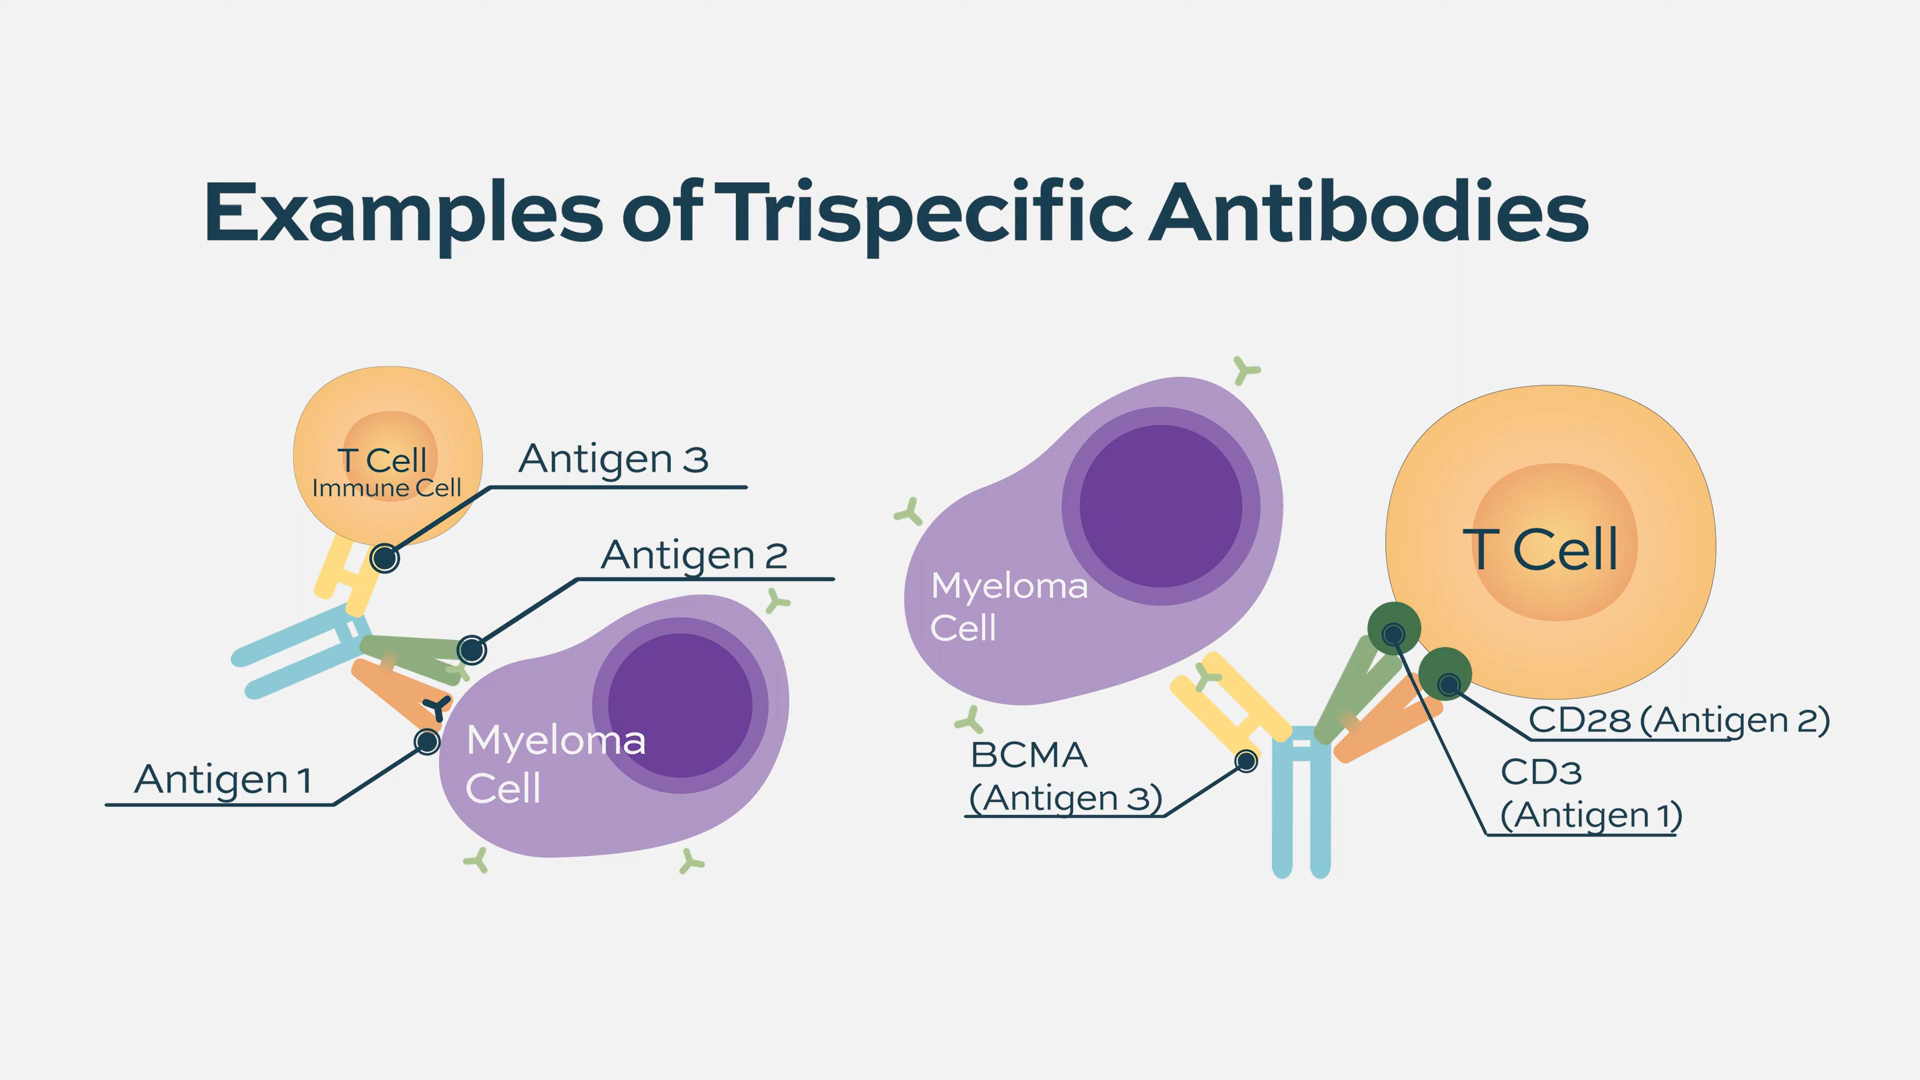 Examples of Trispecific Antibodies
T Cell
Immune Cell
Antigen 3
Antigen 2
Antigen 1
Myeloma
Cell
Myeloma
Cell
T Cell
BCMA
(Antigen 3)
CD28 (Antigen 2)
CD3
(Antigen 1)